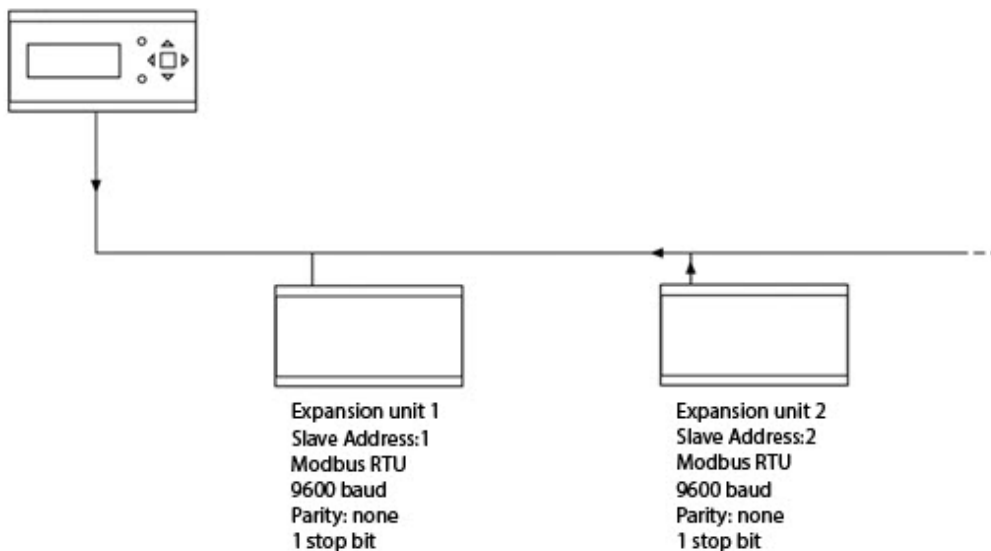 Expansion unit 1
Slave Address:1
Modbus RTU
9600 baud
Parity: none
1 stop bit
Expansion unit 2
Slave Address:2
Modbus RTU
9600 baud
Parity: none
1 stop bit